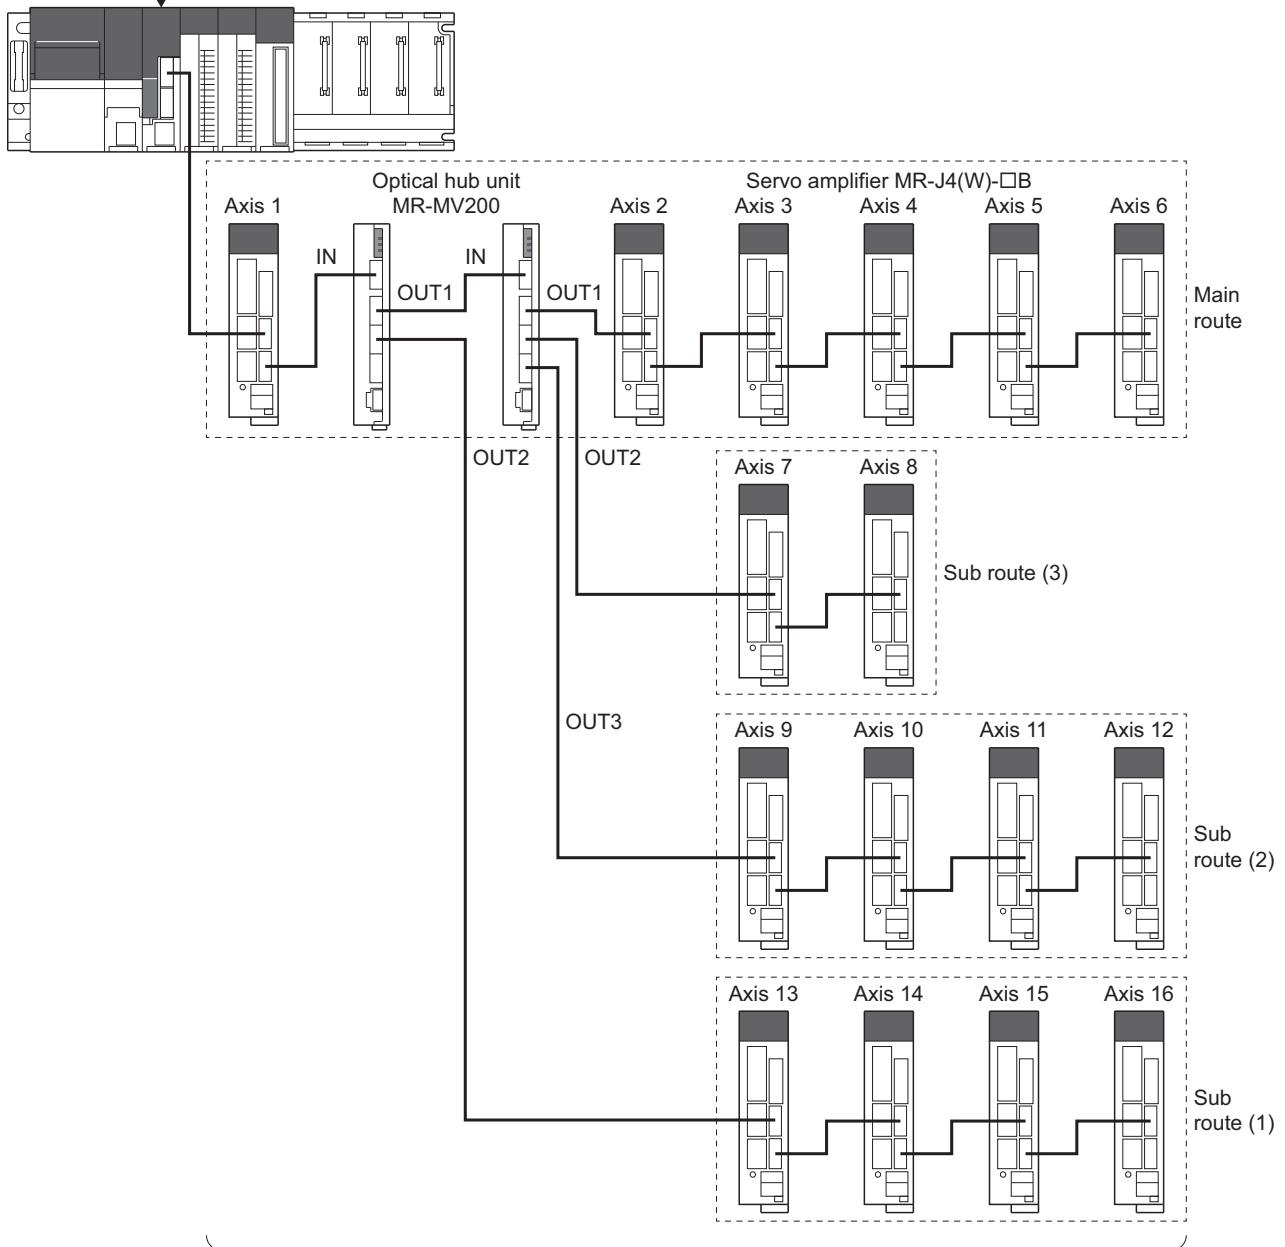 Optical hub unit
MR-MV200
Servo amplifier MR-J4(W)-□B
Axis 1
Axis 2
Axis 3
Axis 4
Axis 5
Axis 6
IN
OUT1
IN
OUT1
Main
route
OUT2
OUT2
Axis 7
Axis 8
Sub route (3)
OUT3
Axis 9
Axis 10
Axis 11
Axis 12
Sub
route (2)
Axis 13
Axis 14
Axis 15
Axis 16
Sub
route (1)